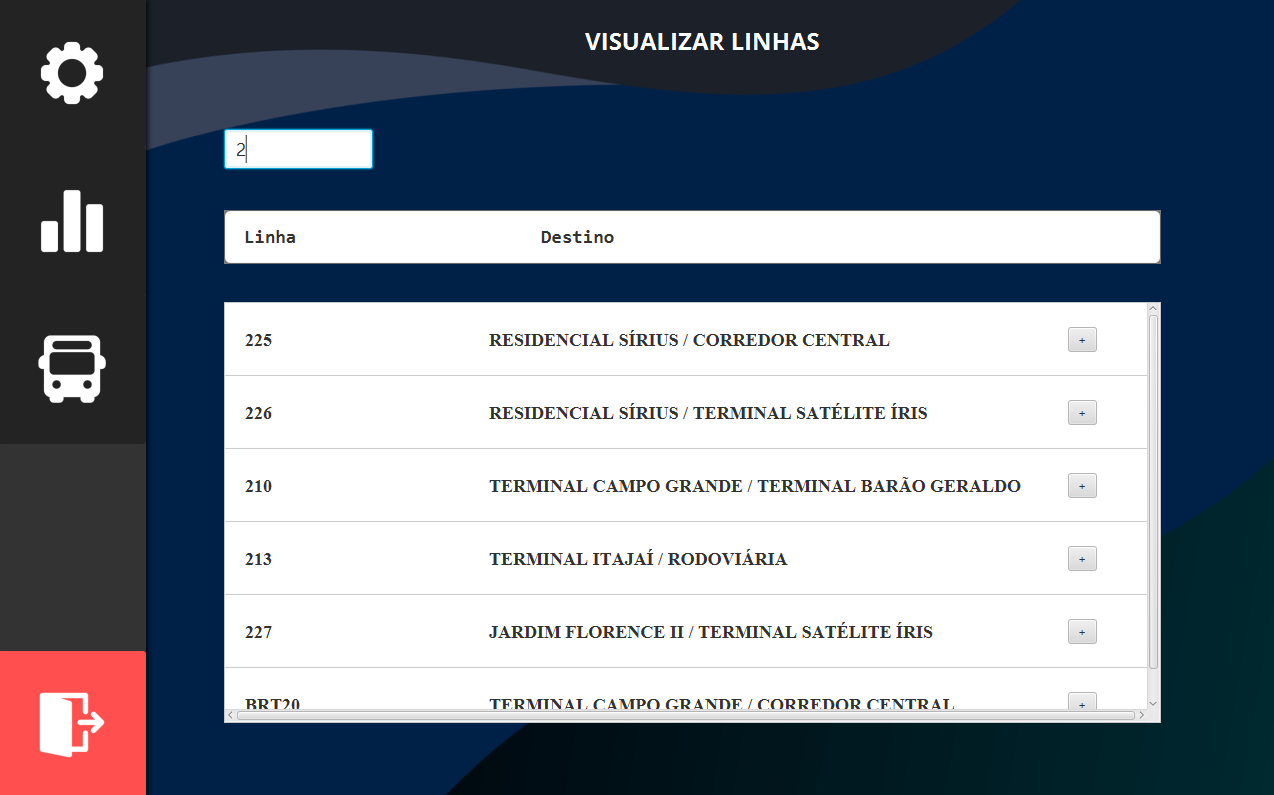 VISUALIZAR LINHAS
2
Linha Destino
225 RESIDENCIAL SÍRIUS / CORREDOR CENTRAL +
226 RESIDENCIAL SÍRIUS / TERMINAL SATÉLITE ÍRIS +
210 TERMINAL CAMPO GRANDE / TERMINAL BARÃO GERALDO +
213 TERMINAL ITAJAÍ / RODOVIÁRIA +
227 JARDIM FLORENCE II / TERMINAL SATÉLITE ÍRIS +
BRT20 TERMINAL CAMPO GRANDE / CORREDOR CENTRAL +